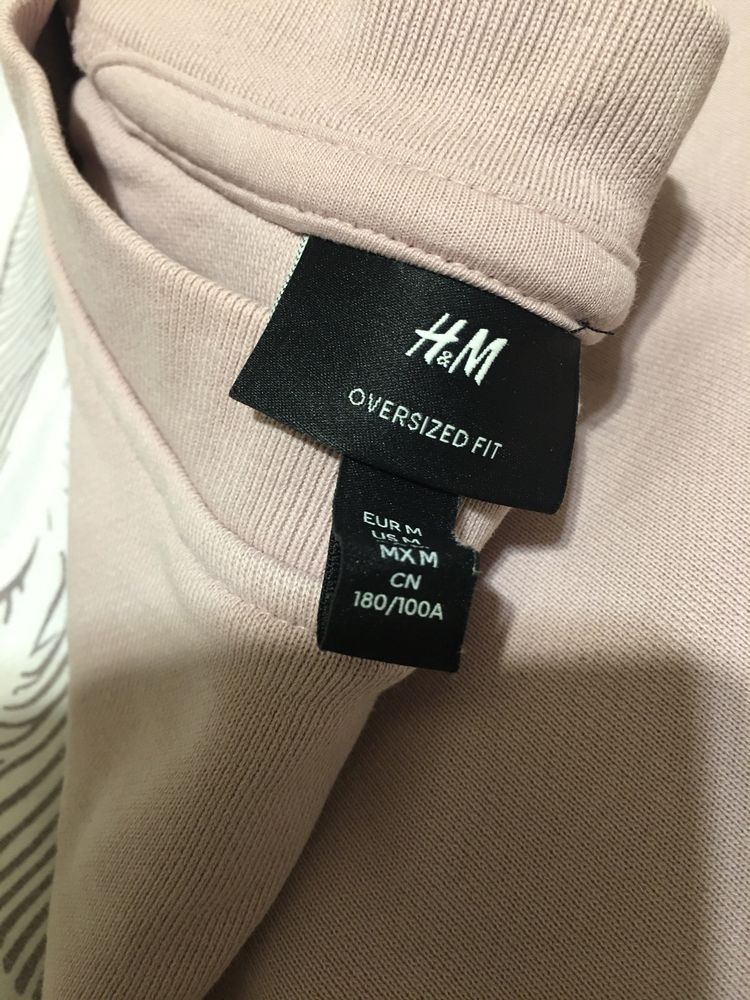 H&M
OVERSIZED FIT
EUR M
US M
MX M
CN
180/100A